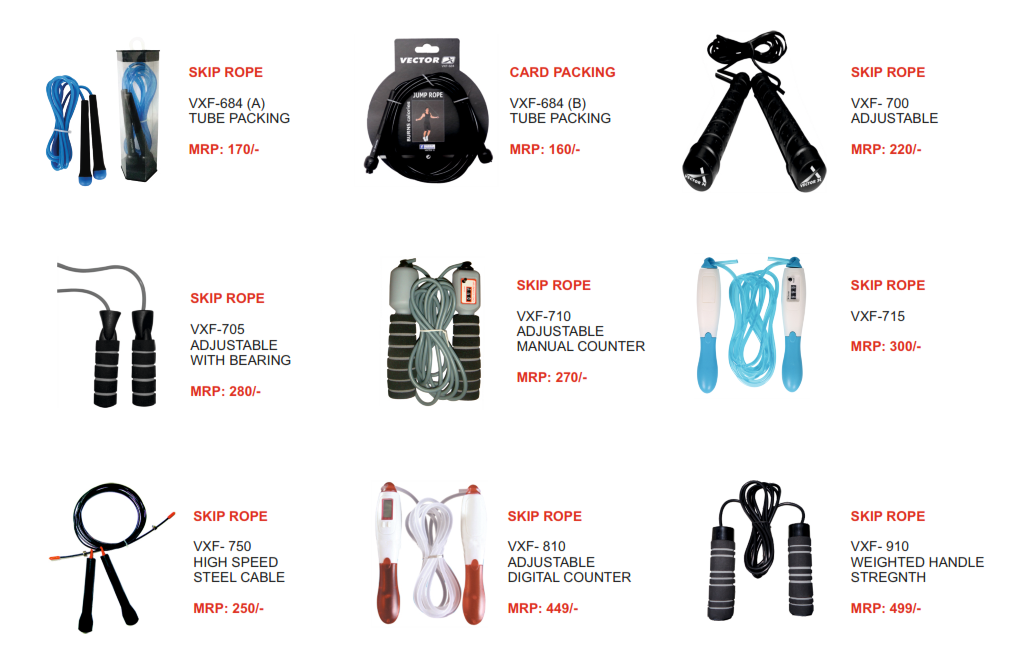 SKIP ROPE
VXF-684 (A)
TUBE PACKING
MRP: 170/-
VECTOR X
JUMP ROPE
BURNS calories
CARD PACKING
VXF-684 (B)
TUBE PACKING
MRP: 160/-
VECTOR X
VECTOR X
SKIP ROPE
VXF- 700
ADJUSTABLE
MRP: 220/-
SKIP ROPE
VXF-705
ADJUSTABLE
WITH BEARING
MRP: 280/-
SKIP ROPE
VXF-710
ADJUSTABLE
MANUAL COUNTER
MRP: 270/-
SKIP ROPE
VXF-715
MRP: 300/-
SKIP ROPE
VXF- 750
HIGH SPEED
STEEL CABLE
MRP: 250/-
SKIP ROPE
VXF- 810
ADJUSTABLE
DIGITAL COUNTER
MRP: 449/-
SKIP ROPE
VXF- 910
WEIGHTED HANDLE
STREGNTH
MRP: 499/-